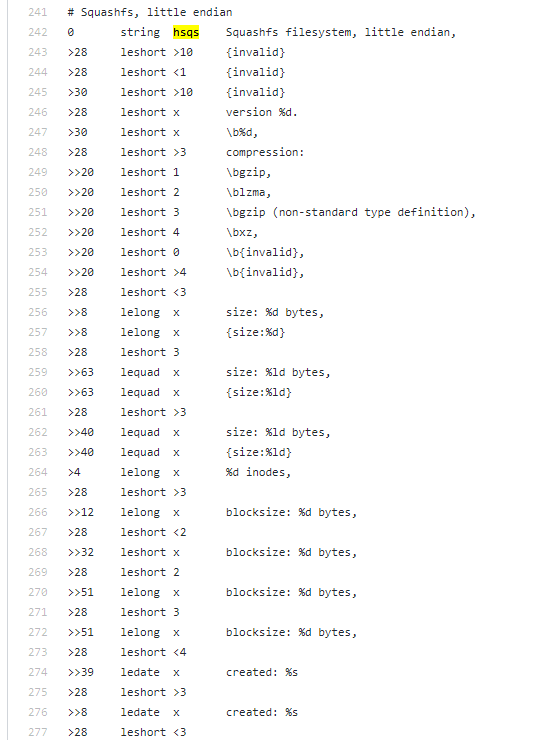 241 # Squashfs, little endian
242 0 string hsqs Squashfs filesystem, little endian,
243 >28 leshort >10 {invalid}
244 >28 leshort <1 {invalid}
245 >30 leshort >10 {invalid}
246 >28 leshort x version %d.
247 >30 leshort x \b%d,
248 >28 leshort >3 compression:
249 >>20 leshort 1 \bgzip,
250 >>20 leshort 2 \blzma,
251 >>20 leshort 3 \bgzip (non-standard type definition),
252 >>20 leshort 4 \bxz,
253 >>20 leshort 0 \b{invalid},
254 >>20 leshort >4 \b{invalid},
255 >28 leshort <3
256 >>8 lelong x size: %d bytes,
257 >>8 lelong x {size:%d}
258 >28 leshort 3
259 >>63 lequad x size: %ld bytes,
260 >>63 lequad x {size:%ld}
261 >28 leshort >3
262 >>40 lequad x size: %ld bytes,
263 >>40 lequad x {size:%ld}
264 >4 lelong x %d inodes,
265 >28 leshort >3
266 >>12 lelong x blocksize: %d bytes,
267 >28 leshort <2
268 >>32 leshort x blocksize: %d bytes,
269 >28 leshort 2
270 >>51 lelong x blocksize: %d bytes,
271 >28 leshort 3
272 >>51 lelong x blocksize: %d bytes,
273 >28 leshort <4
274 >>39 ledate x created: %s
275 >28 leshort >3
276 >>8 ledate x created: %s
277 >28 leshort <3